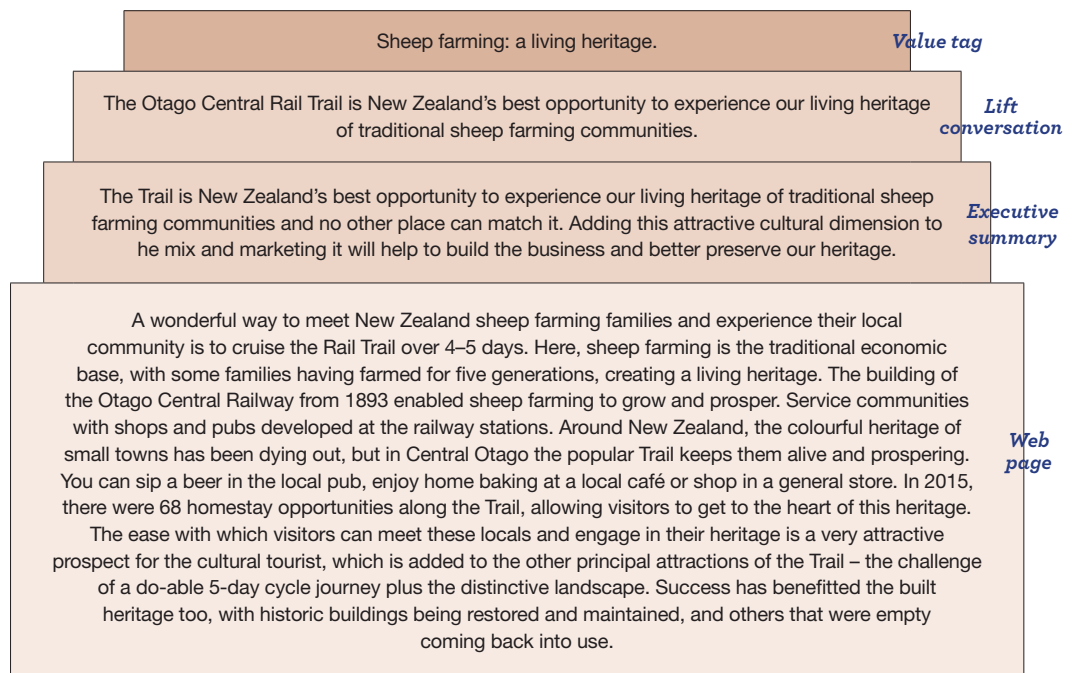 Sheep farming: a living heritage.
Value tag
The Otago Central Rail Trail is New Zealand’s best opportunity to experience our living heritage
of traditional sheep farming communities.
Lift
conversation
The Trail is New Zealand’s best opportunity to experience our living heritage of traditional sheep
farming communities and no other place can match it. Adding this attractive cultural dimension to
he mix and marketing it will help to build the business and better preserve our heritage.
Executive
summary
A wonderful way to meet New Zealand sheep farming families and experience their local
community is to cruise the Rail Trail over 4–5 days. Here, sheep farming is the traditional economic
base, with some families having farmed for five generations, creating a living heritage. The building of
the Otago Central Railway from 1893 enabled sheep farming to grow and prosper. Service communities
with shops and pubs developed at the railway stations. Around New Zealand, the colourful heritage of
small towns has been dying out, but in Central Otago the popular Trail keeps them alive and prospering.
You can sip a beer in the local pub, enjoy home baking at a local café or shop in a general store. In 2015,
there were 68 homestay opportunities along the Trail, allowing visitors to get to the heart of this heritage.
The ease with which visitors can meet these locals and engage in their heritage is a very attractive
prospect for the cultural tourist, which is added to the other principal attractions of the Trail – the challenge
of a do-able 5-day cycle journey plus the distinctive landscape. Success has benefitted the built
heritage too, with historic buildings being restored and maintained, and others that were empty
coming back into use.
Web
page